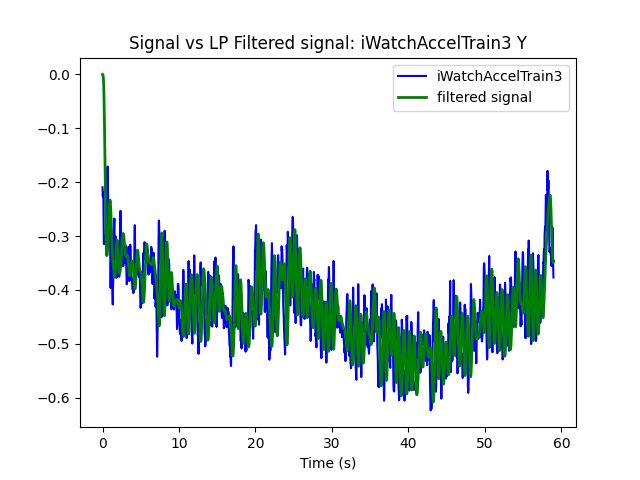 Signal vs LP Filtered signal: iWatchAccelTrain3 Y
iWatchAccelTrain3
filtered signal
0.0
−0.1
−0.2
−0.3
−0.4
−0.5
−0.6
0 10 20 30 40 50 60
Time (s)